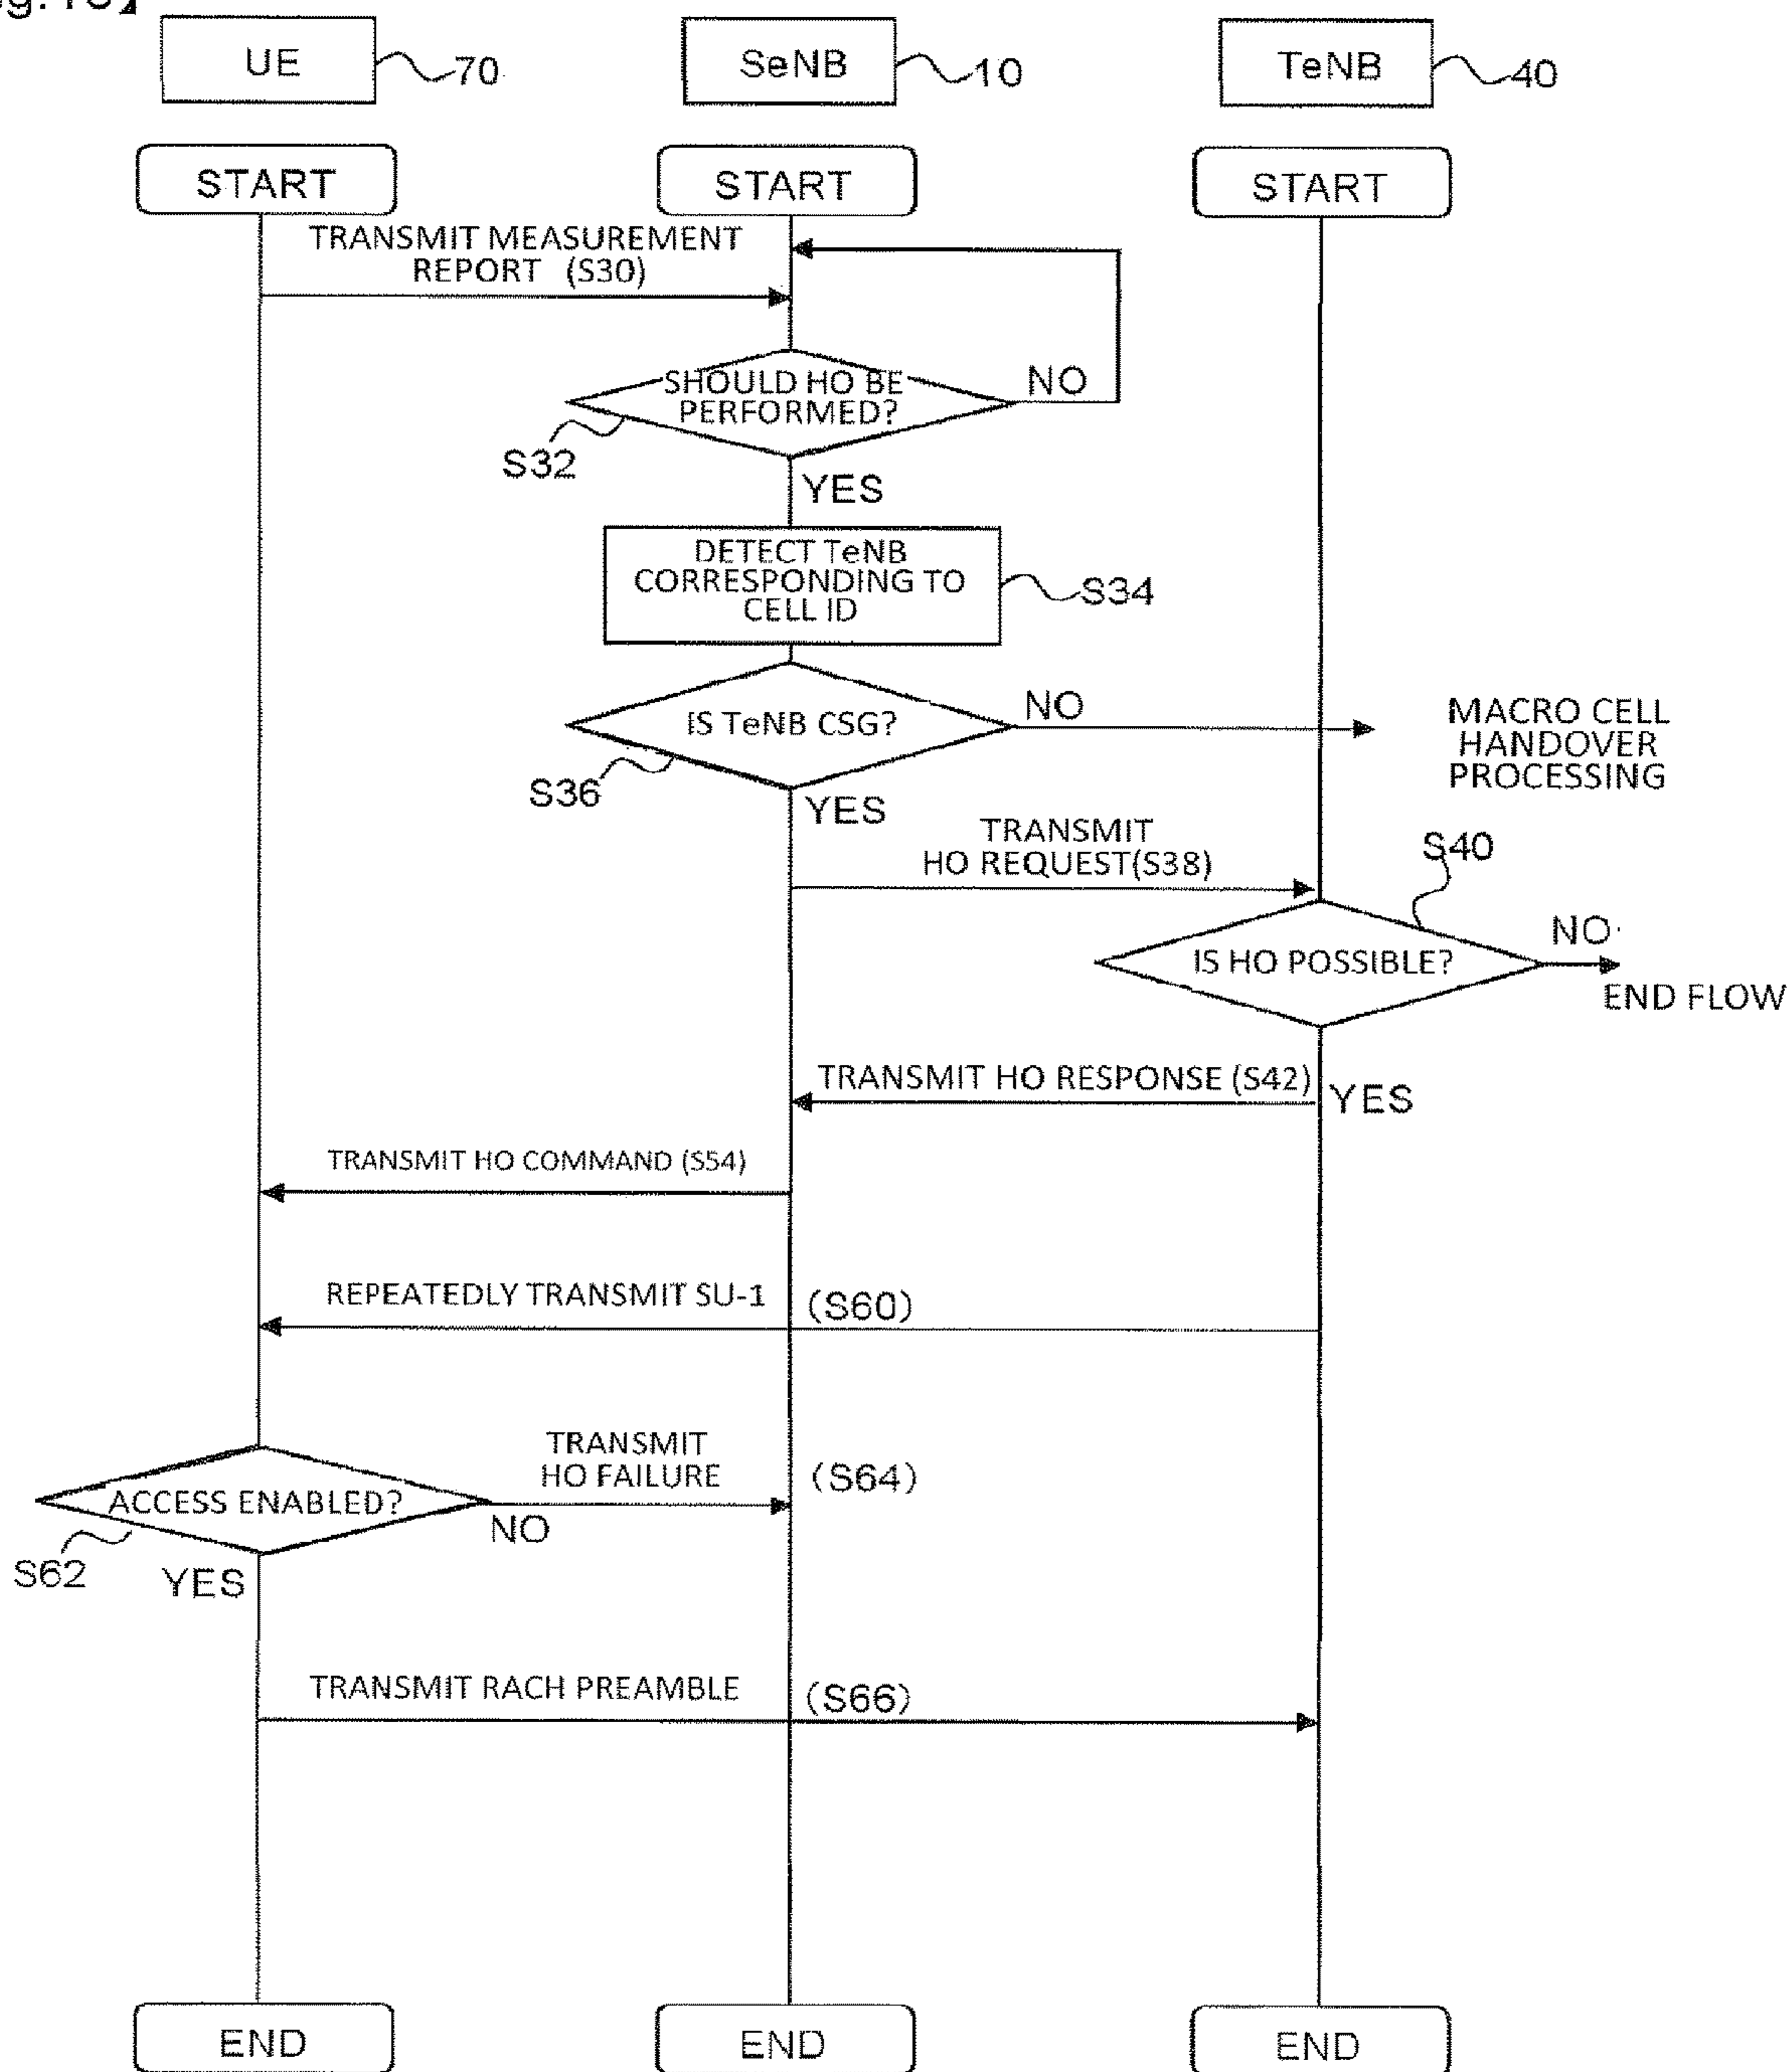 UE
70
SeNB
10
TeNB
40
START
START
START
TRANSMIT MEASUREMENT
REPORT (S30)
SHOULD HO BE
PERFORMED?
NO
S32
YES
DETECT TeNB
CORRESPONDING TO
CELL ID
S34
IS TeNB CSG?
NO
MACRO CELL
HANDOVER
PROCESSING
S36
YES
TRANSMIT
HO REQUEST(S38)
S40
IS HO POSSIBLE?
NO
END FLOW
TRANSMIT HO RESPONSE (S42)
YES
TRANSMIT HO COMMAND (S54)
REPEATEDLY TRANSMIT SU-1
(S60)
TRANSMIT
HO FAILURE
(S64)
ACCESS ENABLED?
NO
S62
YES
TRANSMIT RACH PREAMBLE
(S66)
END
END
END